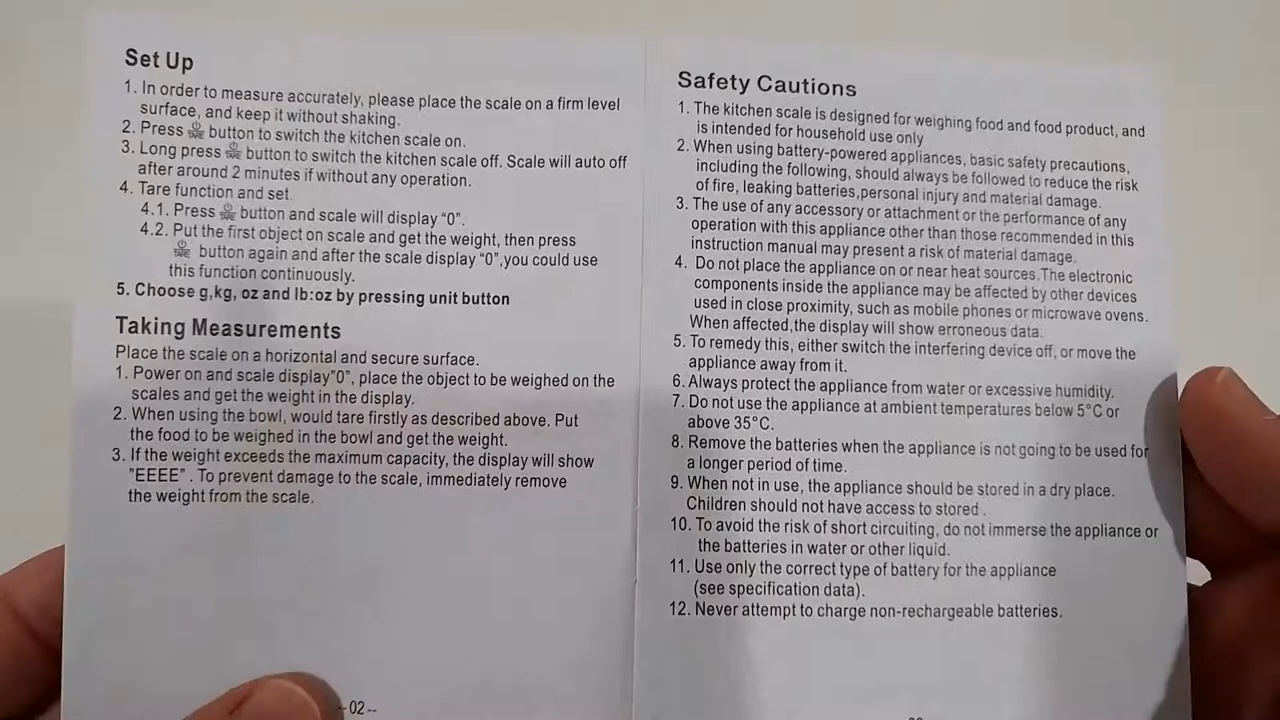 Set Up
1. In order to measure accurately, please place the scale on a firm level
surface, and keep it without shaking.
2. Press TARE button to switch the kitchen scale on.
3. Long press TARE button to switch the kitchen scale off. Scale will auto off
after around 2 minutes if without any operation.
4. Tare function and set.
4.1. Press TARE button and scale will display "0".
4.2. Put the first object on scale and get the weight, then press
TARE button again and after the scale display "0",you could use
this function continuously.
5. Choose g,kg, oz and lb:oz by pressing unit button
Taking Measurements
Place the scale on a horizontal and secure surface.
1. Power on and scale display"0", place the object to be weighed on the
scales and get the weight in the display.
2. When using the bowl, would tare firstly as described above. Put
the food to be weighed in the bowl and get the weight.
3. If the weight exceeds the maximum capacity, the display will show
"EEEE" . To prevent damage to the scale, immediately remove
the weight from the scale.
--02--
Safety Cautions
1. The kitchen scale is designed for weighing food and food product, and
is intended for household use only
2. When using battery-powered appliances, basic safety precautions,
including the following, should always be followed to reduce the risk
of fire, leaking batteries,personal injury and material damage.
3. The use of any accessory or attachment or the performance of any
operation with this appliance other than those recommended in this
instruction manual may present a risk of material damage.
4. Do not place the appliance on or near heat sources.The electronic
components inside the appliance may be affected by other devices
used in close proximity, such as mobile phones or microwave ovens.
When affected,the display will show erroneous data.
5. To remedy this, either switch the interfering device off, or move the
appliance away from it.
6. Always protect the appliance from water or excessive humidity.
7. Do not use the appliance at ambient temperatures below 5°C or
above 35°C.
8. Remove the batteries when the appliance is not going to be used for
a longer period of time.
9. When not in use, the appliance should be stored in a dry place.
Children should not have access to stored .
10. To avoid the risk of short circuiting, do not immerse the appliance or
the batteries in water or other liquid.
11. Use only the correct type of battery for the appliance
(see specification data).
12. Never attempt to charge non-rechargeable batteries.